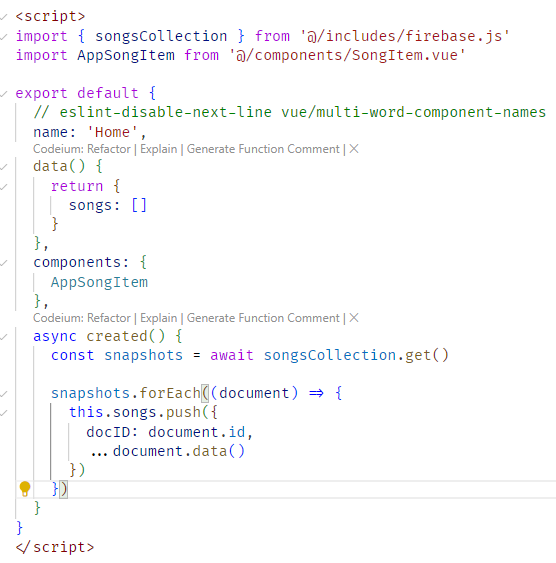 <script>
import { songsCollection } from '@/includes/firebase.js'
import AppSongItem from '@/components/SongItem.vue'
export default {
  // eslint-disable-next-line vue/multi-word-component-names
  name: 'Home',
  Codeium: Refactor | Explain | Generate Function Comment | ×
  data() {
    return {
      songs: []
    }
  },
  components: {
    AppSongItem
  },
  Codeium: Refactor | Explain | Generate Function Comment | ×
  async created() {
    const snapshots = await songsCollection.get()
    snapshots.forEach((document) => {
      this.songs.push({
        docID: document.id,
        ...document.data()
      })
    })
  }
}
</script>